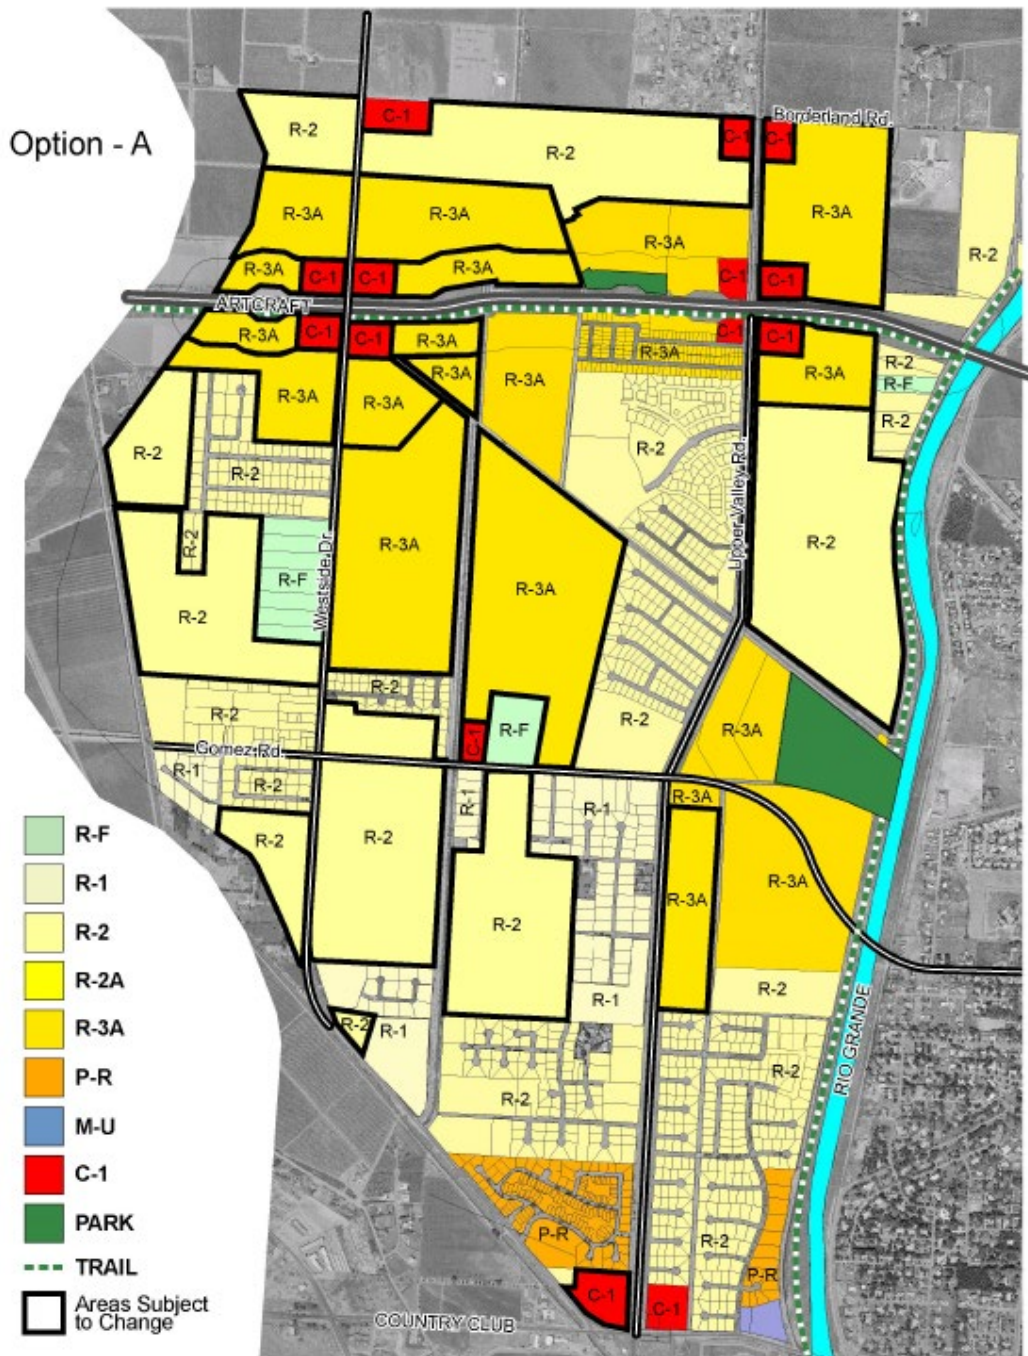 Option - A
Borderland Rd.
C-1
R-2
R-2
C-1
C-1
R-3A
R-3A
R-3A
R-3A
R-2
R-3A
C-1
C-1
R-3A
C-1
C-1
ARTCRAFT
R-3A
C-1
C-1
R-3A
C-1
C-1
R-3A
R-3A
R-3A
R-3A
R-2
R-F
R-3A
R-3A
R-2
R-2
R-2
R-2
Upper Valley Rd.
R-2
R-3A
R-2
R-F
Westside Dr.
R-3A
R-2
R-2
R-2
R-3A
R-2
Gomez Rd.
C-1
R-F
R-1
R-2
R-1
R-3A
R-1
R-2
R-2
R-3A
R-3A
R-2
R-2
R-1
RIO GRANDE
R-2
R-1
R-2
R-2
P-R
R-2
P-R
C-1
C-1
COUNTRY CLUB
R-F
R-1
R-2
R-2A
R-3A
P-R
M-U
C-1
PARK
TRAIL
Areas Subject
to Change